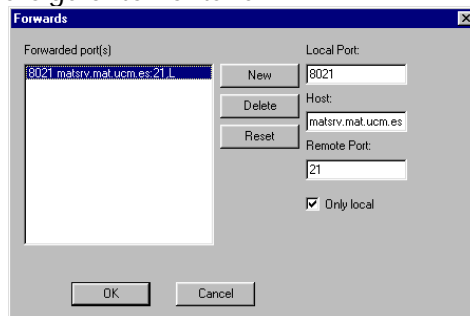 Forwards
Forwarded port(s)
8021 matsrv.mat.ucm.es:21,L
New
Delete
Reset
Local Port:
8021
Host:
matsrv.mat.ucm.es
Remote Port:
21
Only local
OK
Cancel